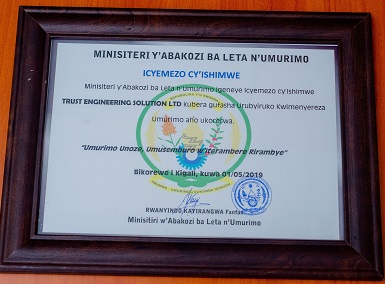 MINISITERI Y'ABAKOZI BA LETA N'UMURIMO
ICYEMEZO CY'ISHIMWE
Minisiteri y'Abakozi ba Leta n'Umurimo igeneye Icyemezo cy'Ishimwe
TRUST ENGINEERING SOLUTION LTD kubera gufasha Urubyiruko Kwimenyereza
Umurimo aho ukorerwa.
"Umurimo Unoze, Umusemburo w'Iterambere Rirambye"
Bikorewe i Kigali, kuwa 01/05/2019
KAYIRANGWA Fanfan
Minisitiri w'Abakozi ba Leta n'Umurimo